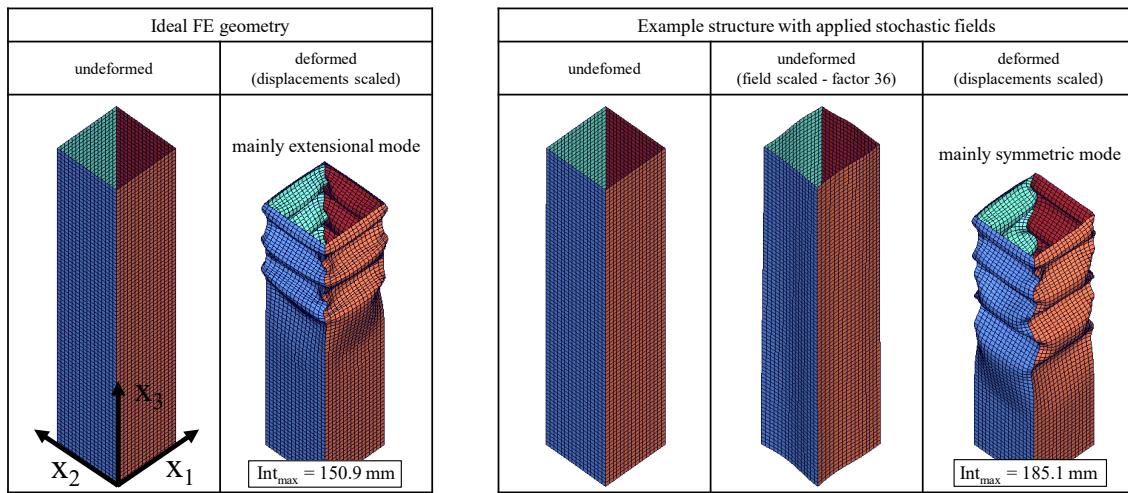 Ideal FE geometry
undeformed
deformed
(displacements scaled)
mainly extensional mode
x₃
x₂
x₁
Intₘₐₓ = 150.9 mm
Example structure with applied stochastic fields
undefomed
undeformed
(field scaled - factor 36)
deformed
(displacements scaled)
mainly symmetric mode
Intₘₐₓ = 185.1 mm